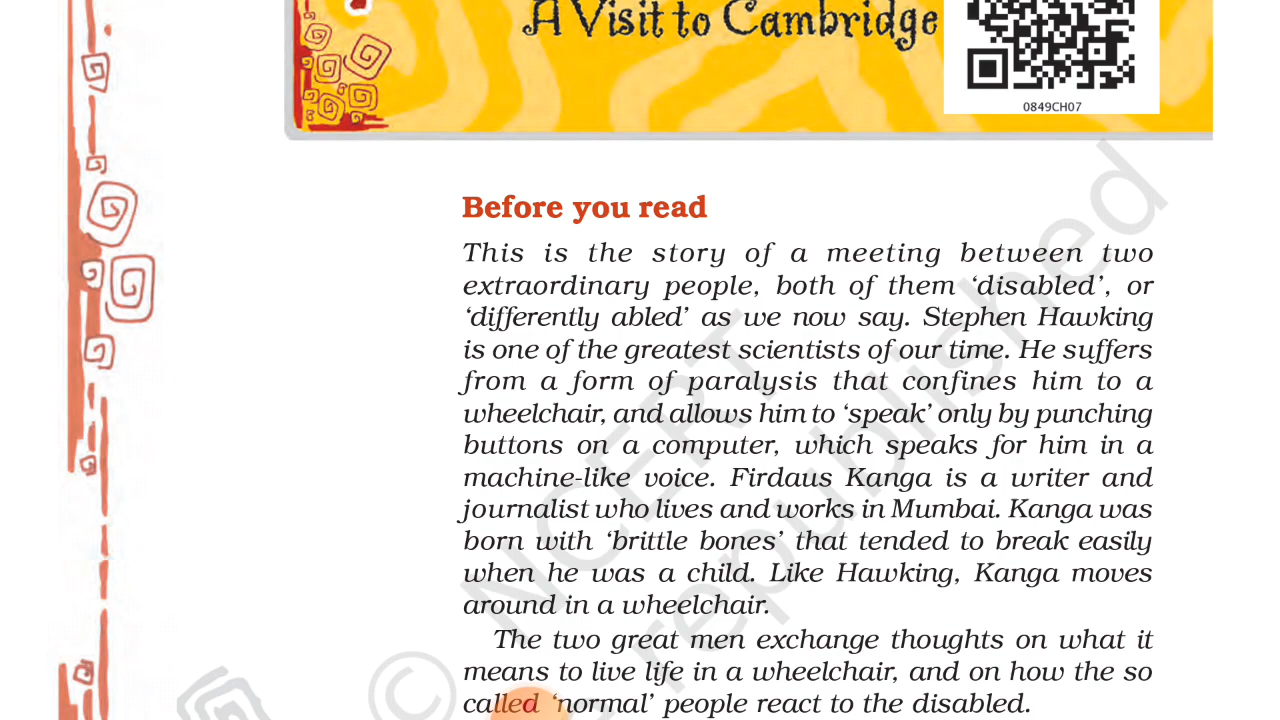 A Visit to Cambridge
0849CH07
Before you read
This is the story of a meeting between two
extraordinary people, both of them ‘disabled’, or
‘differently abled’ as we now say. Stephen Hawking
is one of the greatest scientists of our time. He suffers
from a form of paralysis that confines him to a
wheelchair, and allows him to ‘speak’ only by punching
buttons on a computer, which speaks for him in a
machine-like voice. Firdaus Kanga is a writer and
journalist who lives and works in Mumbai. Kanga was
born with ‘brittle bones’ that tended to break easily
when he was a child. Like Hawking, Kanga moves
around in a wheelchair.
The two great men exchange thoughts on what it
means to live life in a wheelchair, and on how the so
called ‘normal’ people react to the disabled.
© NCERT
republished